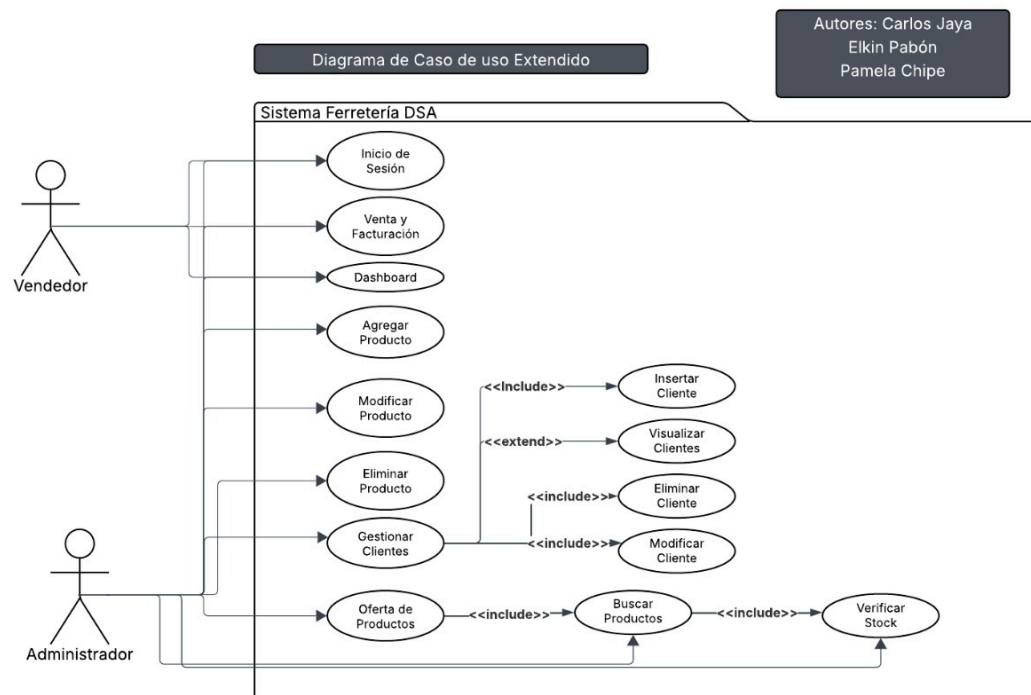 Autores: Carlos Jaya
Elkin Pabón
Pamela Chipe
Diagrama de Caso de uso Extendido
Sistema Ferretería DSA
Inicio de
Sesión
Venta y
Facturación
Vendedor
Dashboard
Agregar
Producto
Modificar
Producto
<<Include>>
Insertar
Cliente
<<extend>>
Visualizar
Clientes
Eliminar
Producto
<<include>>
Eliminar
Cliente
Gestionar
Clientes
<<include>>
Modificar
Cliente
Oferta de
Productos
<<include>>
Buscar
Productos
<<include>>
Verificar
Stock
Administrador